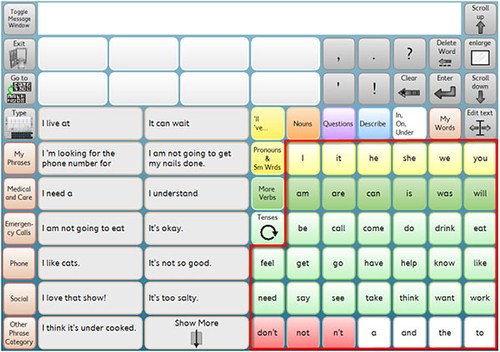 Toggle
Message
Window
Scroll
up
Exit
, . ?
Delete
Word
enlarge
Go to
' !
Clear
Enter
Scroll
down
Type
I live at
It can wait
'll
've...
Nouns
Questions
Describe
In,
On,
Under
My
Words
Edit text
My
Phrases
I 'm looking for the
phone number for
I am not going to get
my nails done.
Pronouns
&
Sm Wrds
I it he she we you
Medical
and Care
I need a
I understand
More
Verbs
am are can is was will
Emergen-
cy Calls
I am not going to eat
It's okay.
Tenses
be call come do drink eat
Phone
I like cats.
It's not so good.
feel get go have help know like
Social
I love that show!
It's too salty.
need say see take think want work
Other
Phrase
Category
I think it's under cooked.
Show More
don't not n't a and the to